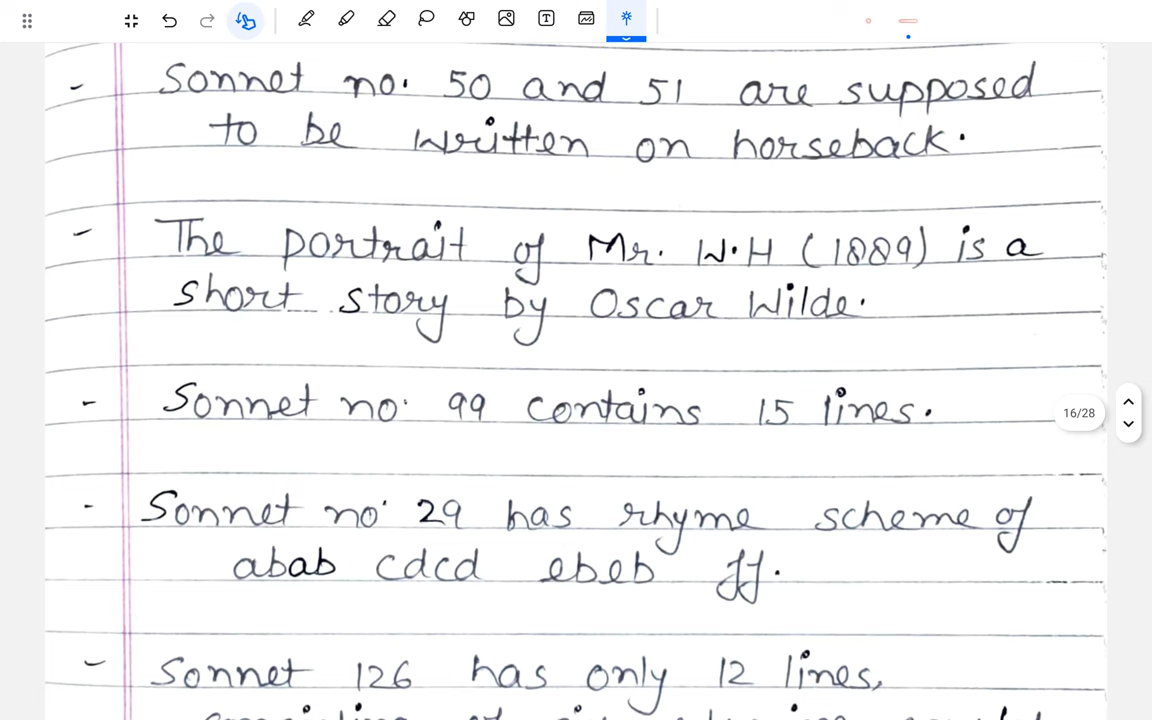 - Sonnet no. 50 and 51 are supposed
to be written on horseback.
- The portrait of Mr. W.H (1889) is a
short story by Oscar Wilde.
- Sonnet no. 99 contains 15 lines.
16/28
- Sonnet no. 29 has rhyme scheme of
abab cdcd ebeb ff.
- Sonnet 126 has only 12 lines,